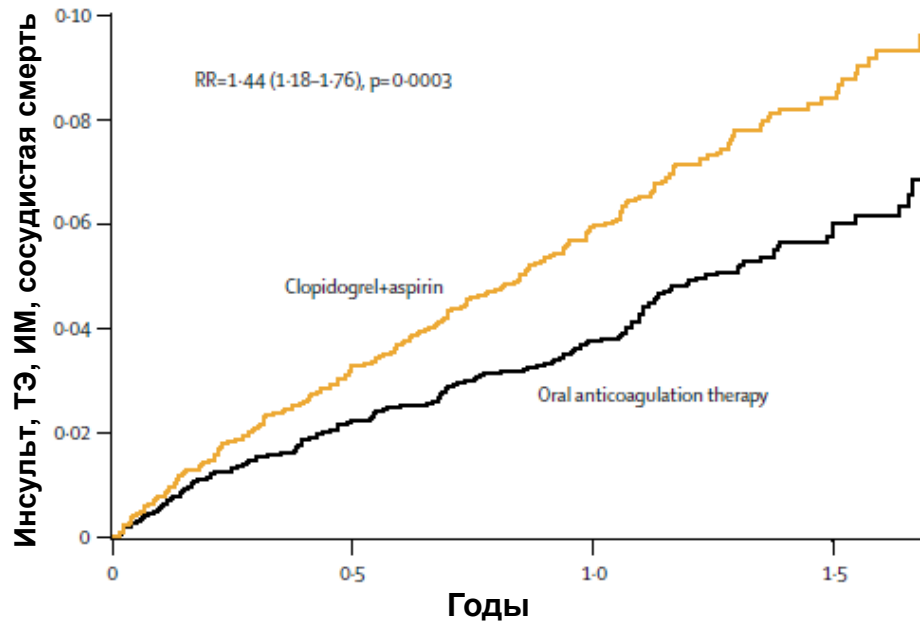 Инсульт, ТЭ, ИМ, сосудистая смерть
0·10
0·08
0·06
0·04
0·02
0
RR=1·44 (1·18–1·76), p=0·0003
Clopidogrel+aspirin
Oral anticoagulation therapy
0
0·5
1·0
1·5
Годы